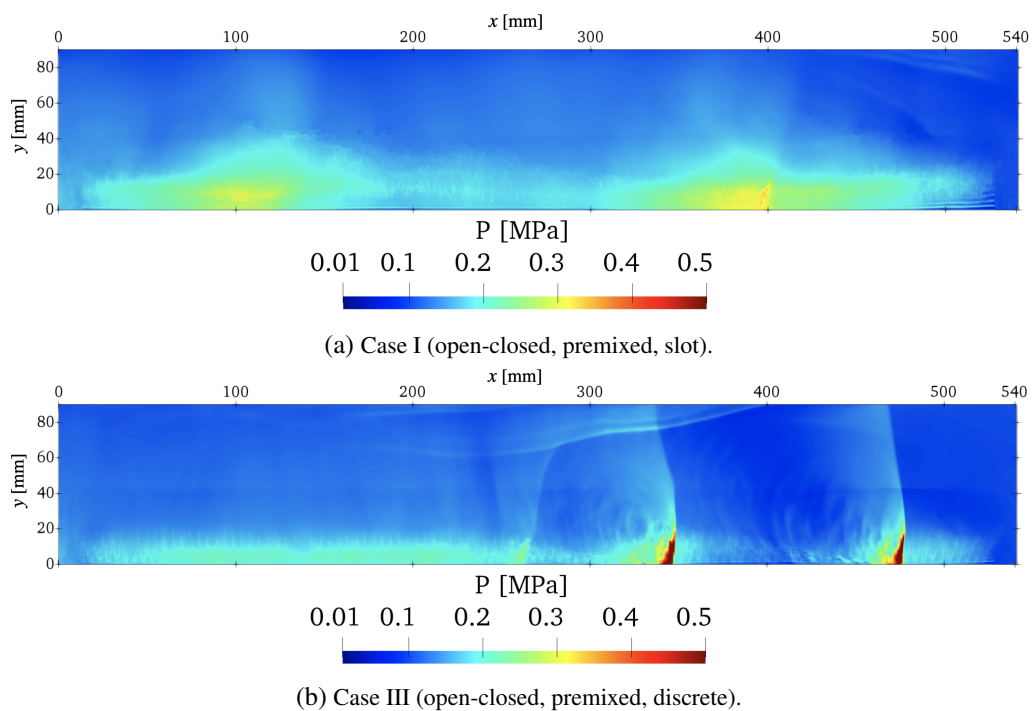 x [mm]
0 100 200 300 400 500 540
80
60
y [mm]
40
20
0
P [MPa]
0.01 0.1 0.2 0.3 0.4 0.5
(a) Case I (open-closed, premixed, slot).
x [mm]
0 100 200 300 400 500 540
80
60
y [mm]
40
20
0
P [MPa]
0.01 0.1 0.2 0.3 0.4 0.5
(b) Case III (open-closed, premixed, discrete).